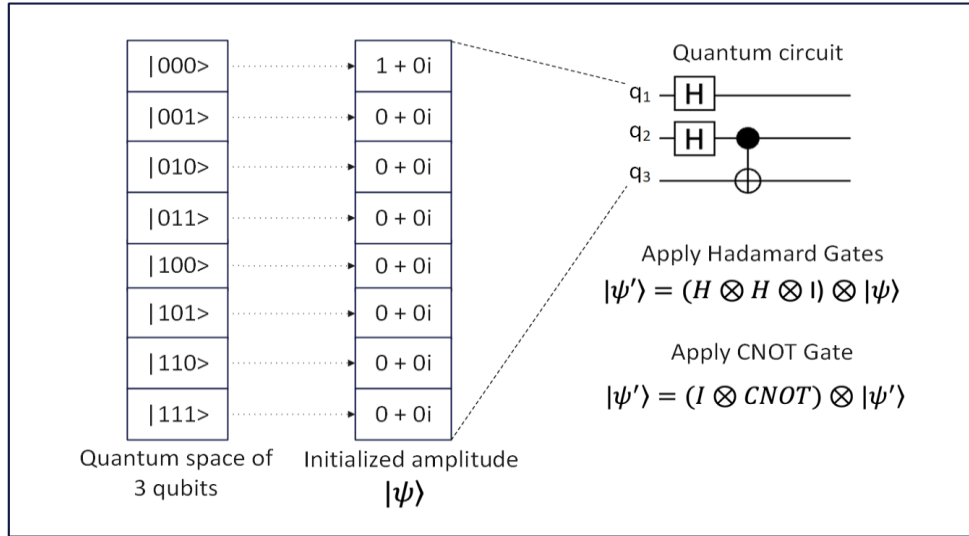 |000>
1 + 0i
|001>
0 + 0i
|010>
0 + 0i
|011>
0 + 0i
|100>
0 + 0i
|101>
0 + 0i
|110>
0 + 0i
|111>
0 + 0i
Quantum space of
3 qubits
Initialized amplitude
|ψ⟩
Quantum circuit
q₁ H
q₂ H
q₃
Apply Hadamard Gates
|ψ′⟩ = (H ⊗ H ⊗ I) ⊗ |ψ⟩
Apply CNOT Gate
|ψ′⟩ = (I ⊗ CNOT) ⊗ |ψ′⟩